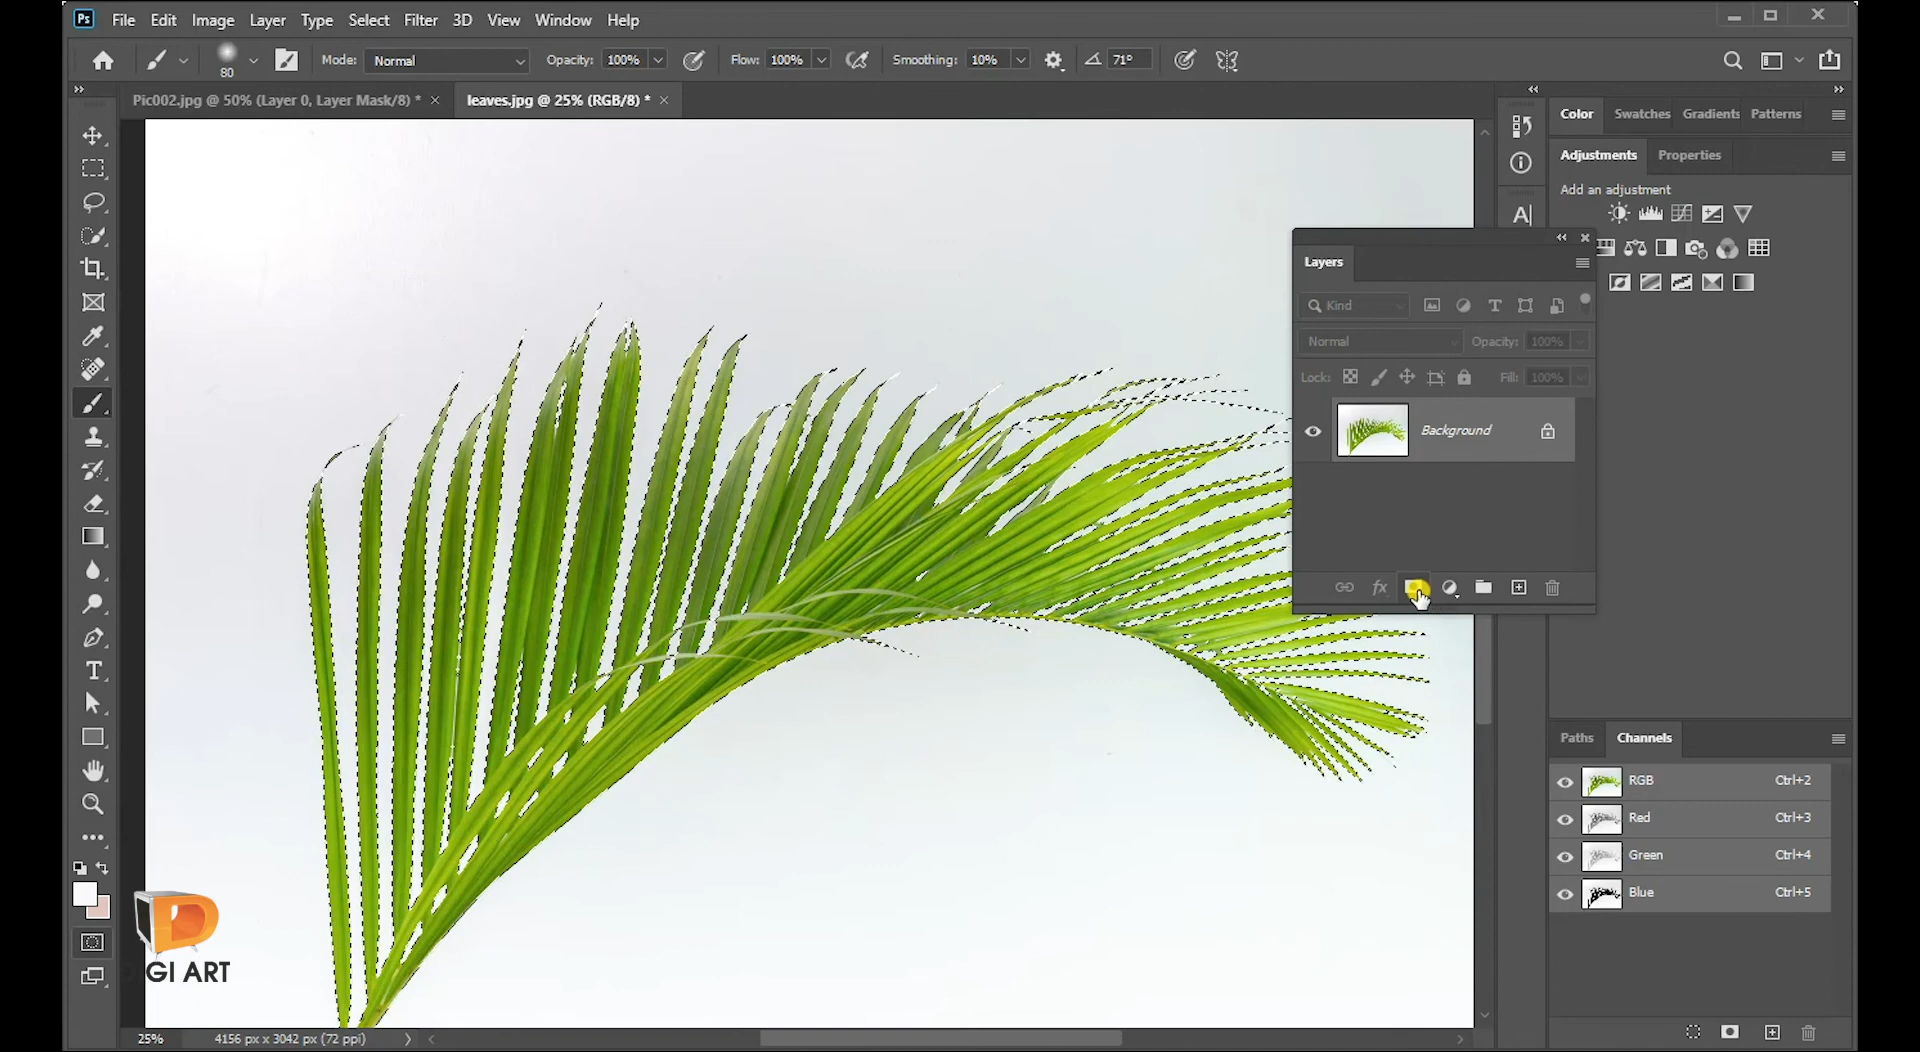 Ps File Edit Image Layer Type Select Filter 3D View Window Help
80 Mode: Normal Opacity: 100% Flow: 100% Smoothing: 10% 71°
Pic002.jpg @ 50% (Layer 0, Layer Mask/8) * leaves.jpg @ 25% (RGB/8) *
Color Swatches Gradients Patterns
Adjustments Properties
Add an adjustment
Layers
Kind
Normal Opacity: 100%
Lock: Fill: 100%
Background
fx
Paths Channels
RGB Ctrl+2
Red Ctrl+3
Green Ctrl+4
Blue Ctrl+5
IGI ART
25% 4156 px x 3042 px (72 ppi)